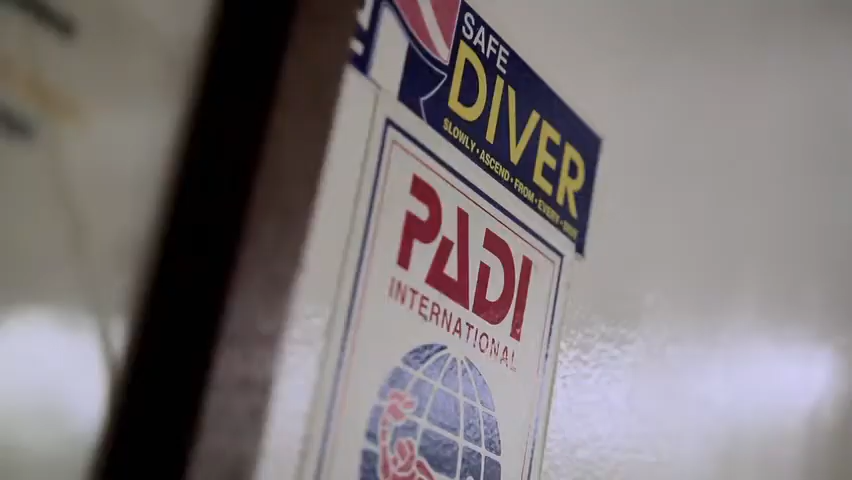 SAFE
DIVER
SLOWLY • ASCEND • FROM • EVERY • DIVE
PADI
INTERNATIONAL